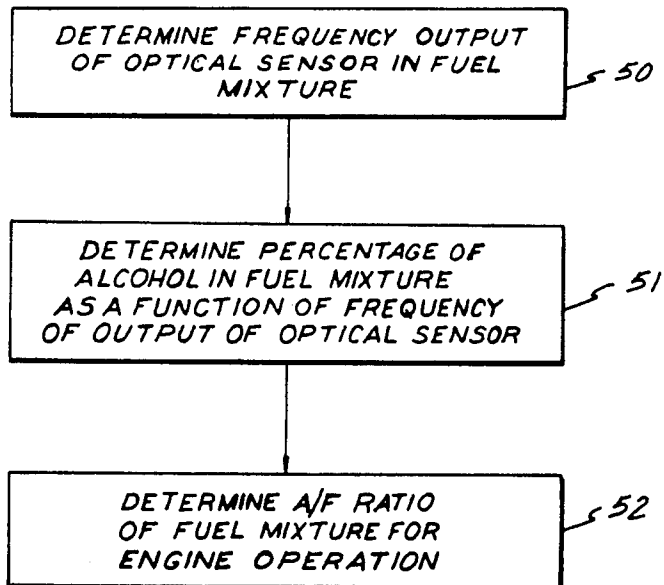 DETERMINE FREQUENCY OUTPUT
OF OPTICAL SENSOR IN FUEL
MIXTURE
50
DETERMINE PERCENTAGE OF
ALCOHOL IN FUEL MIXTURE
AS A FUNCTION OF FREQUENCY
OF OUTPUT OF OPTICAL SENSOR
51
DETERMINE A/F RATIO
OF FUEL MIXTURE FOR
ENGINE OPERATION
52